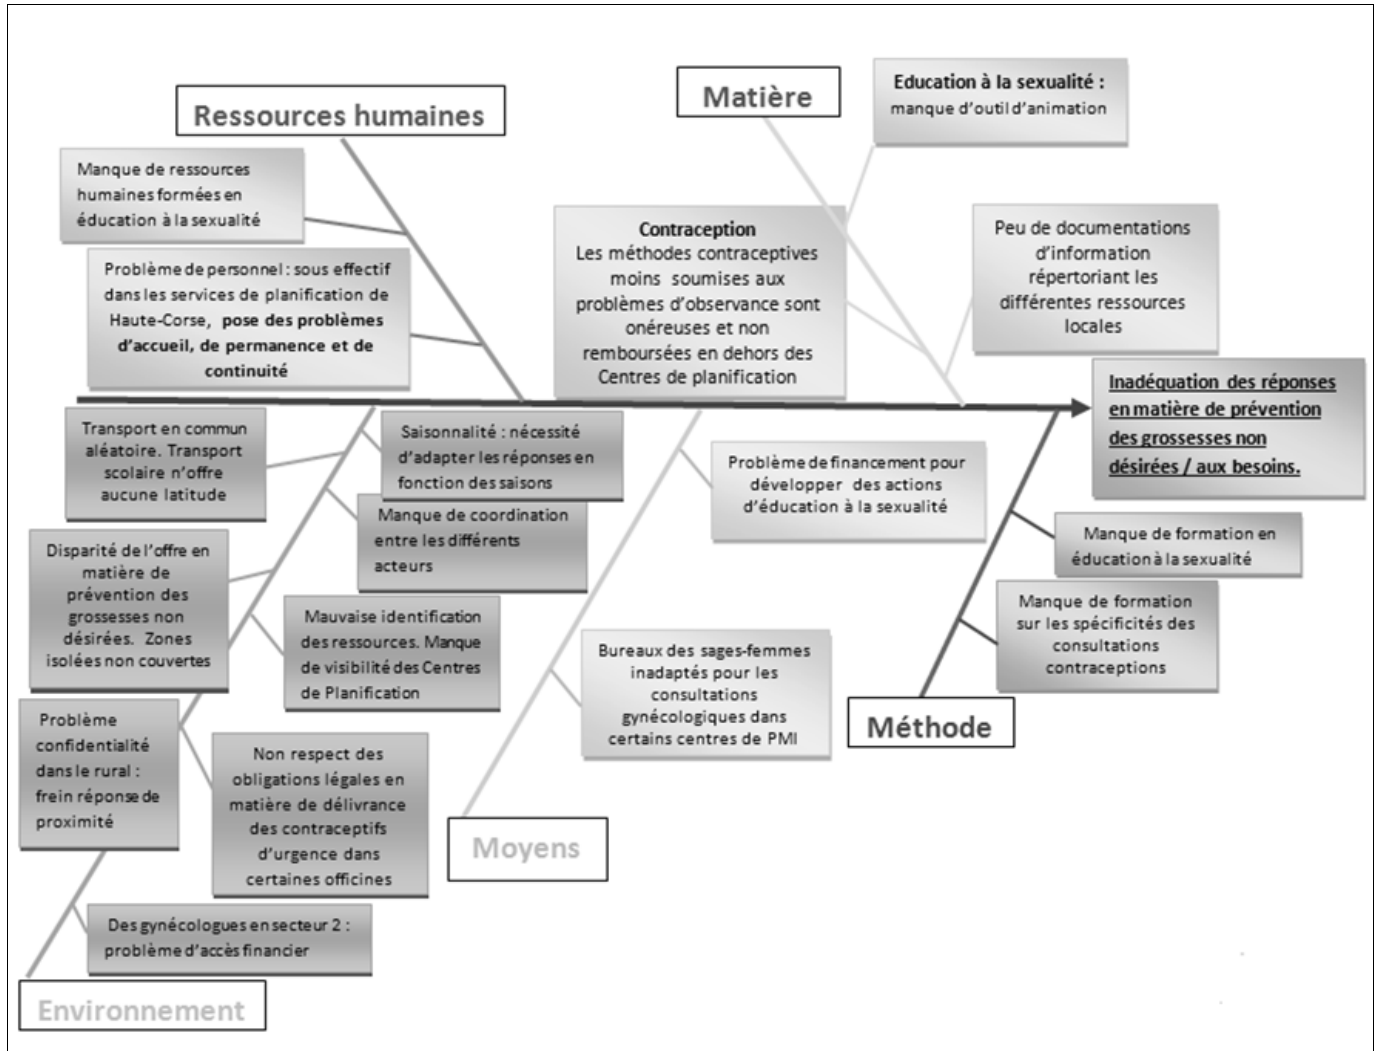 Ressources humaines
Manque de ressources
humaines formées en
éducation à la sexualité
Problème de personnel : sous effectif
dans les services de planification de
Haute-Corse, pose des problèmes
d'accueil, de permanence et de
continuité
Matière
Education à la sexualité :
manque d'outil d'animation
Contraception
Les méthodes contraceptives
moins soumises aux
problèmes d'observance sont
onéreuses et non
remboursées en dehors des
Centres de planification
Peu de documentations
d'information
répertoriant les
différentes ressources
locales
Inadéquation des réponses
en matière de prévention
des grossesses non
désirées / aux besoins.
Transport en commun
aléatoire. Transport
scolaire n'offre
aucune latitude
Saisonnalité : nécessité
d'adapter les réponses en
fonction des saisons
Manque de coordination
entre les différents
acteurs
Disparité de l'offre en
matière de
prévention des
grossesses non
désirées. Zones
isolées non couvertes
Mauvaise identification
des ressources. Manque
de visibilité des Centres
de Planification
Problème
confidentialité
dans le rural :
frein réponse de
proximité
Non respect des
obligations légales en
matière de délivrance
des contraceptifs
d'urgence dans
certaines officines
Des gynécologues en secteur 2 :
problème d'accès financier
Environnement
Problème de financement pour
développer des actions
d'éducation à la sexualité
Bureaux des sages-femmes
inadaptés pour les
consultations
gynécologiques dans
certains centres de PMI
Moyens
Manque de formation en
éducation à la sexualité
Manque de formation
sur les spécificités des
consultations
contraceptions
Méthode